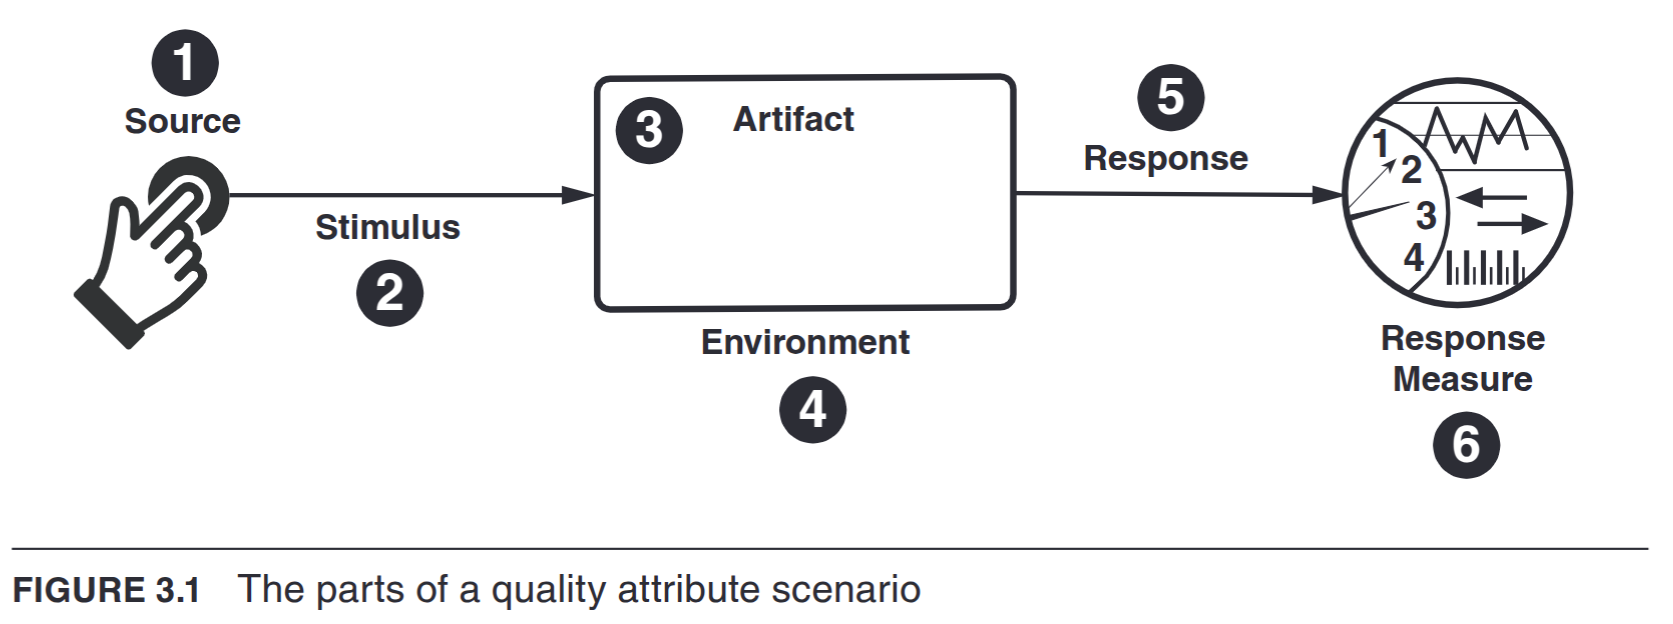 1
Source
Stimulus
2
3
Artifact
Environment
4
5
Response
1
2
3
4
Response
Measure
6
FIGURE 3.1 The parts of a quality attribute scenario